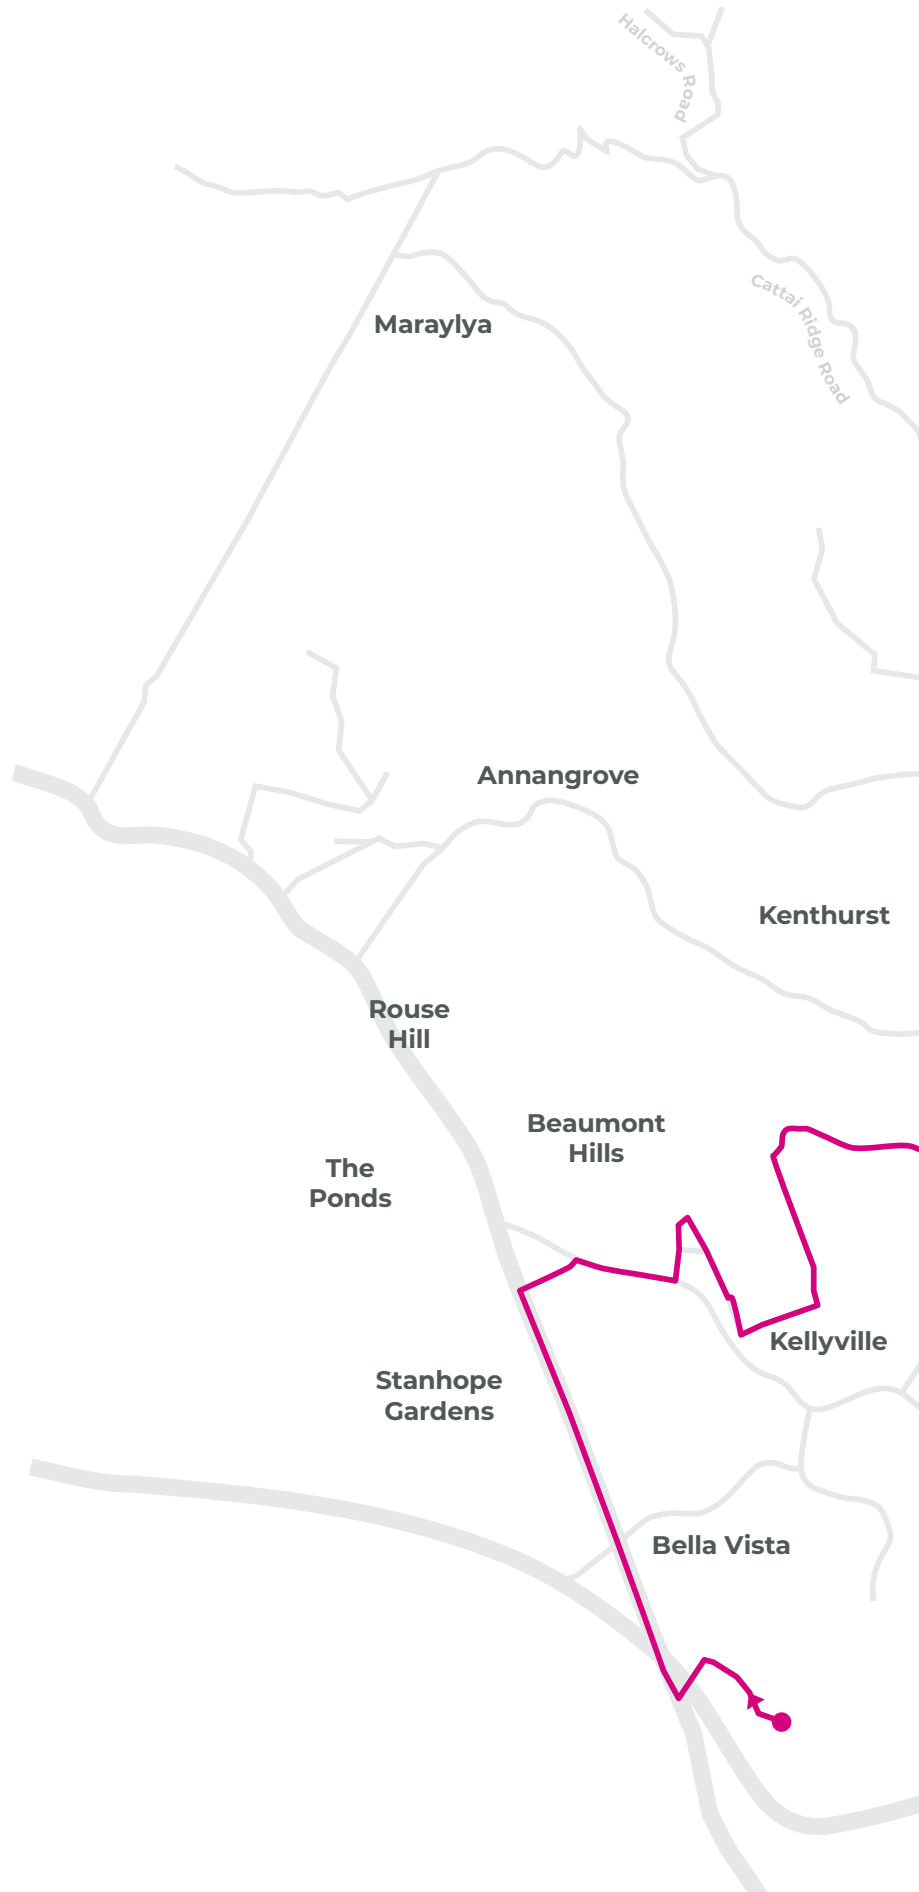 Halcrows Road
Cattai Ridge Road
Maraylya
Annangrove
Kenthurst
Rouse
Hill
Beaumont
Hills
The
Ponds
Kellyville
Stanhope
Gardens
Bella Vista